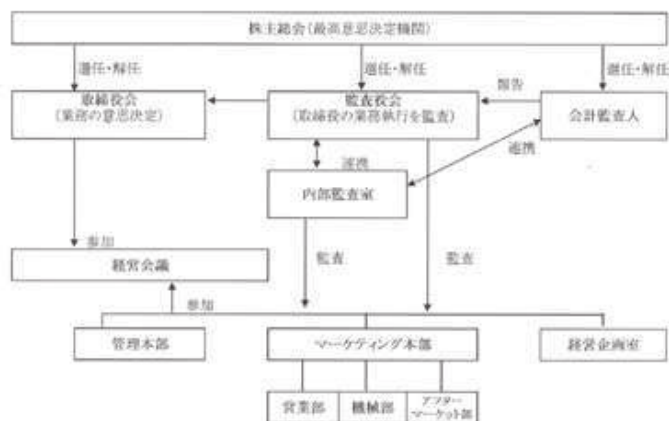 株主総会(最高意思決定機関)
選任・解任
選任・解任
選任・解任
取締役会
(業務の意思決定)
監査役会
(取締役の業務執行を監査)
報告
会計監査人
連携
連携
内部監査室
参加
経営会議
監査
監査
参加
管理本部
マーケティング本部
経営企画室
営業部
機械部
アフター
マーケット部